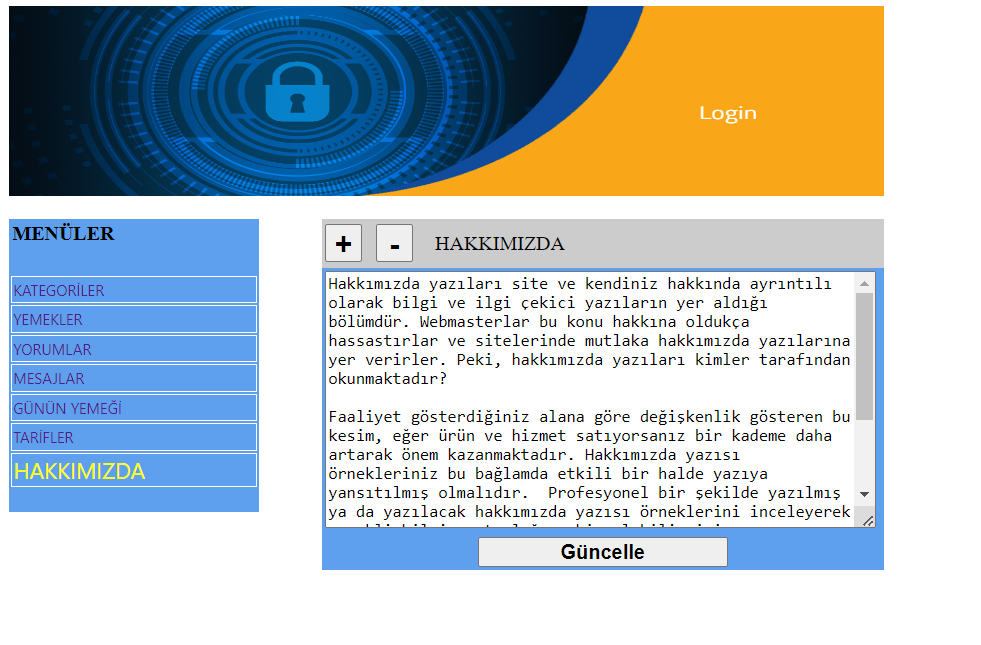 Login
MENÜLER
KATEGORİLER
YEMEKLER
YORUMLAR
MESAJLAR
GÜNÜN YEMEĞİ
TARİFLER
HAKKIMIZDA
+ - HAKKIMIZDA
Hakkımızda yazıları site ve kendiniz hakkında ayrıntılı
olarak bilgi ve ilgi çekici yazıların yer aldığı
bölümdür. Webmasterlar bu konu hakkına oldukça
hassastırlar ve sitelerinde mutlaka hakkımızda yazılarına
yer verirler. Peki, hakkımızda yazıları kimler tarafından
okunmaktadır?
Faaliyet gösterdiğiniz alana göre değişkenlik gösteren bu
kesim, eğer ürün ve hizmet satıyorsanız bir kademe daha
artarak önem kazanmaktadır. Hakkımızda yazısı
örnekleriniz bu bağlamda etkili bir halde yazıya
yansıtılmış olmalıdır.  Profesyonel bir şekilde yazılmış
ya da yazılacak hakkımızda yazısı örneklerini inceleyerek
Güncelle